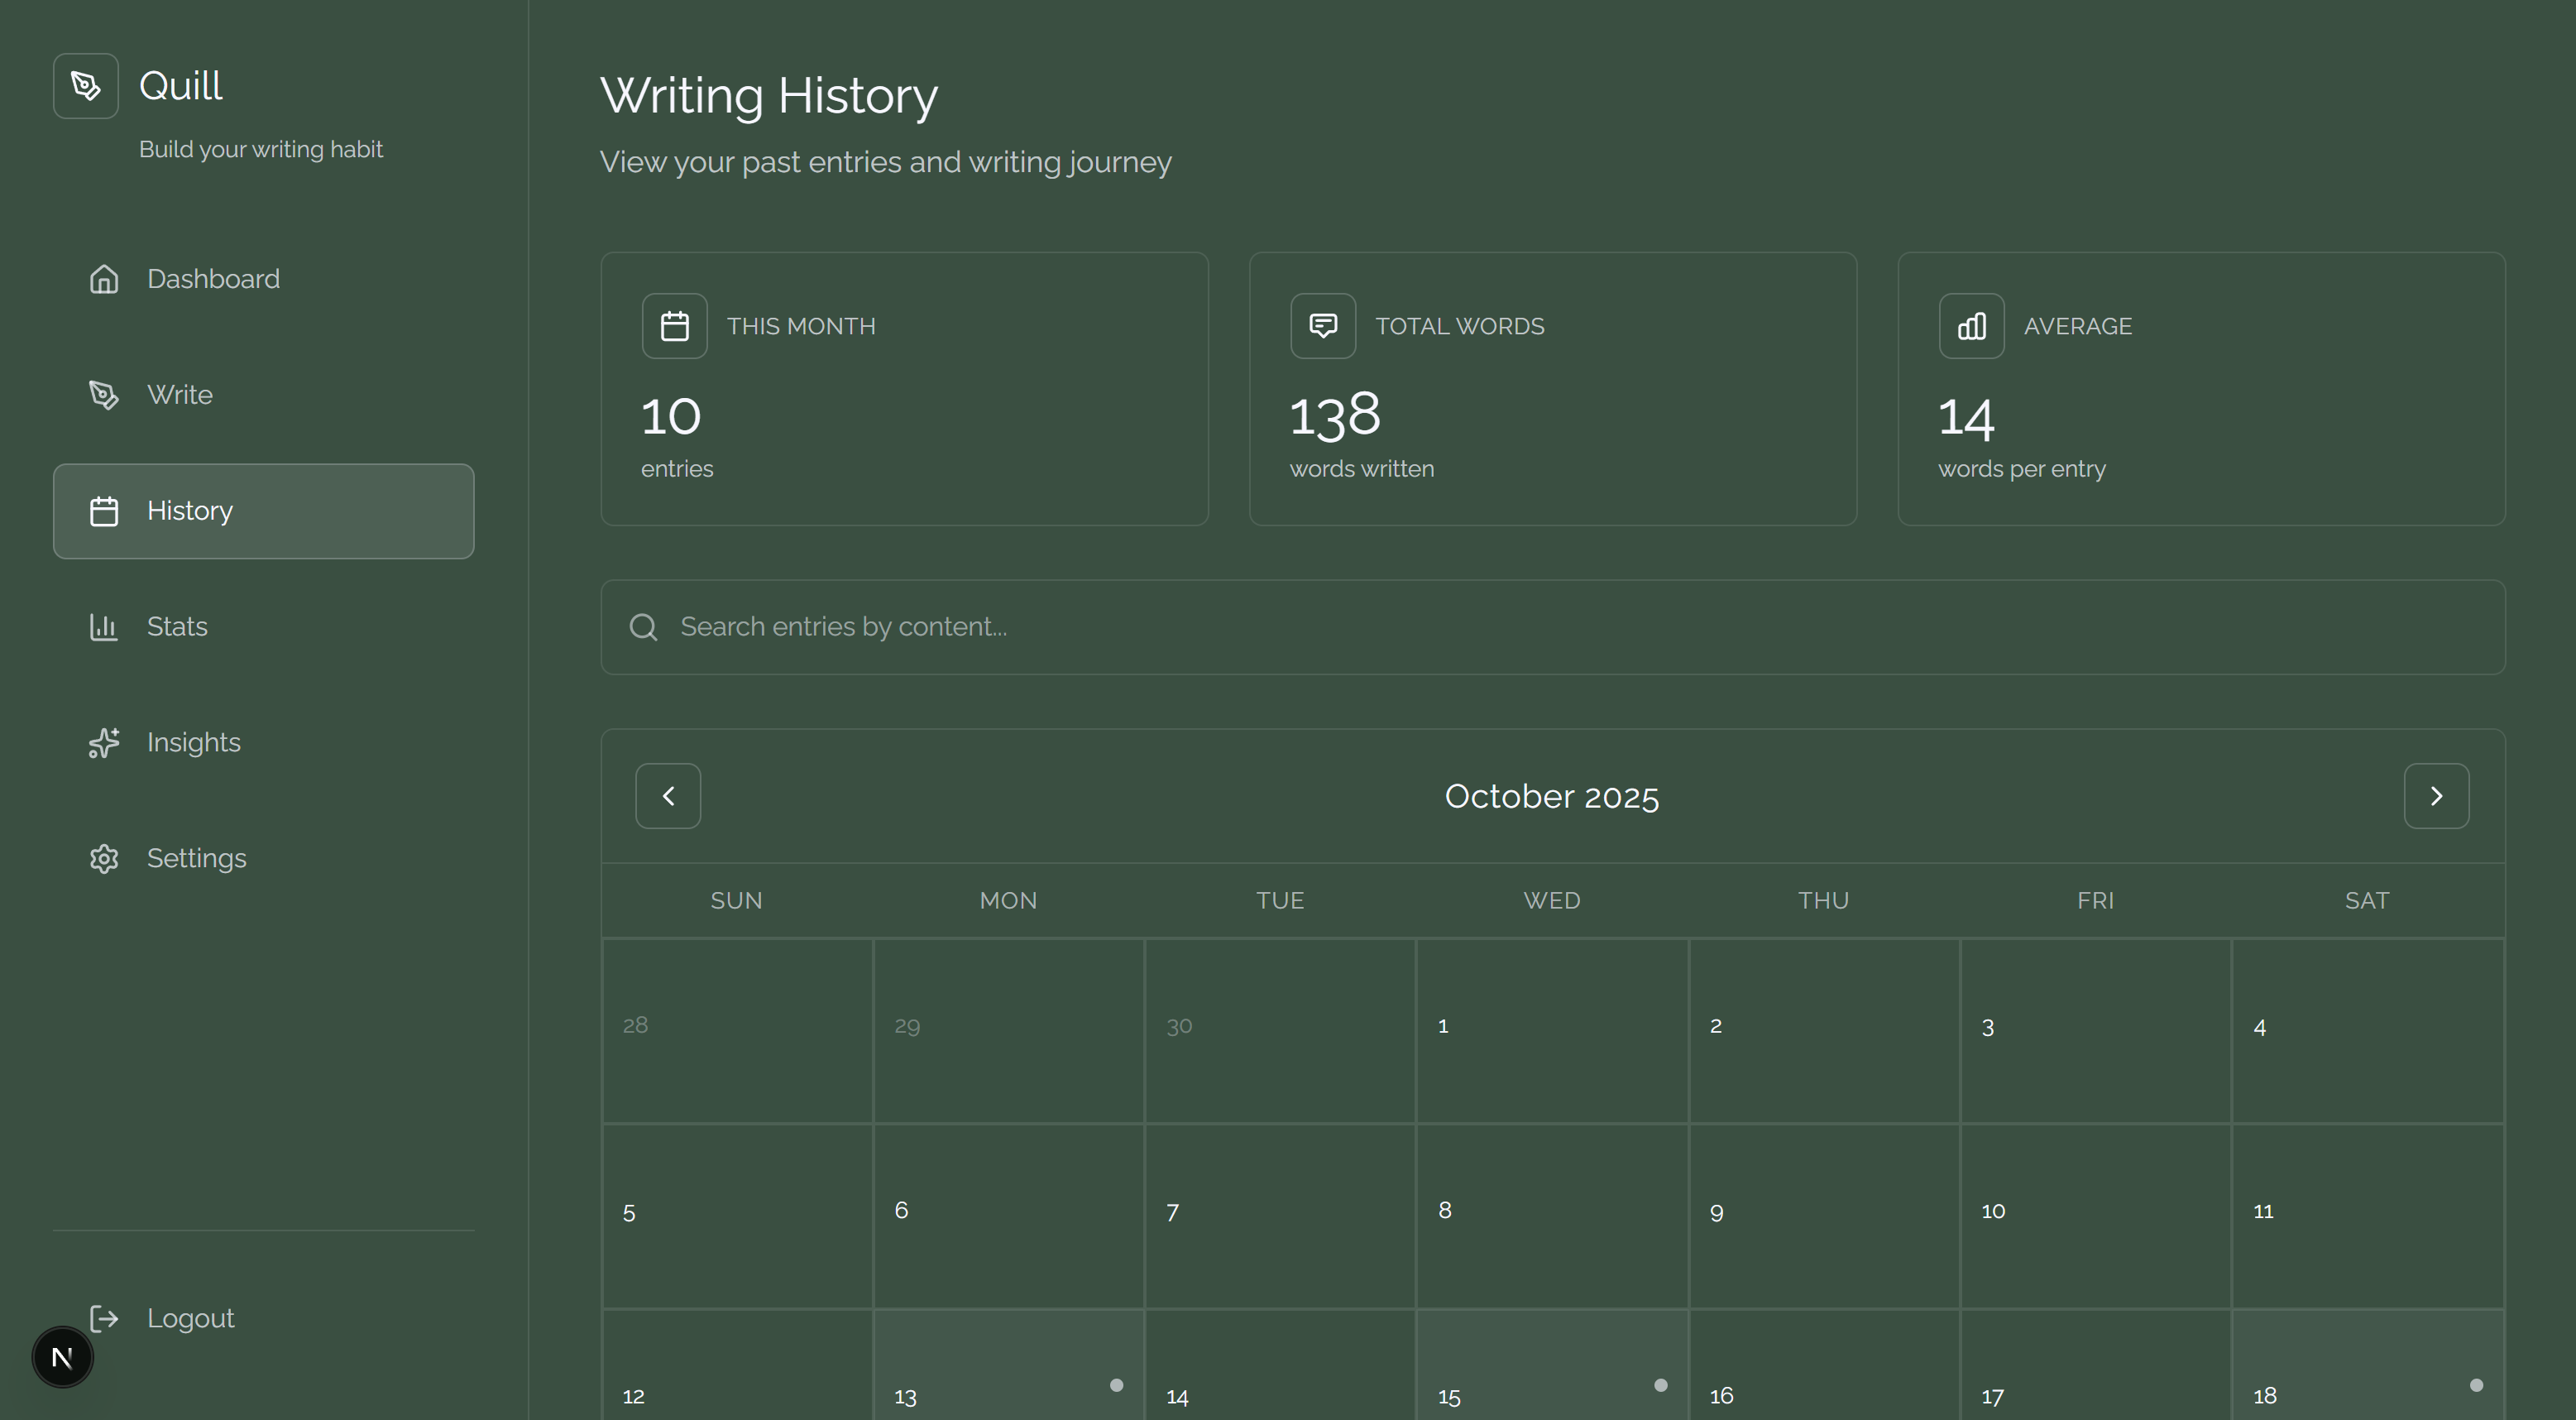 Quill
Build your writing habit
Dashboard
Write
History
Stats
Insights
Settings
Logout
N
Writing History
View your past entries and writing journey
THIS MONTH
10
entries
TOTAL WORDS
138
words written
AVERAGE
14
words per entry
Search entries by content...
October 2025
SUN MON TUE WED THU FRI SAT
28 29 30 1 2 3 4
5 6 7 8 9 10 11
12 13 14 15 16 17 18